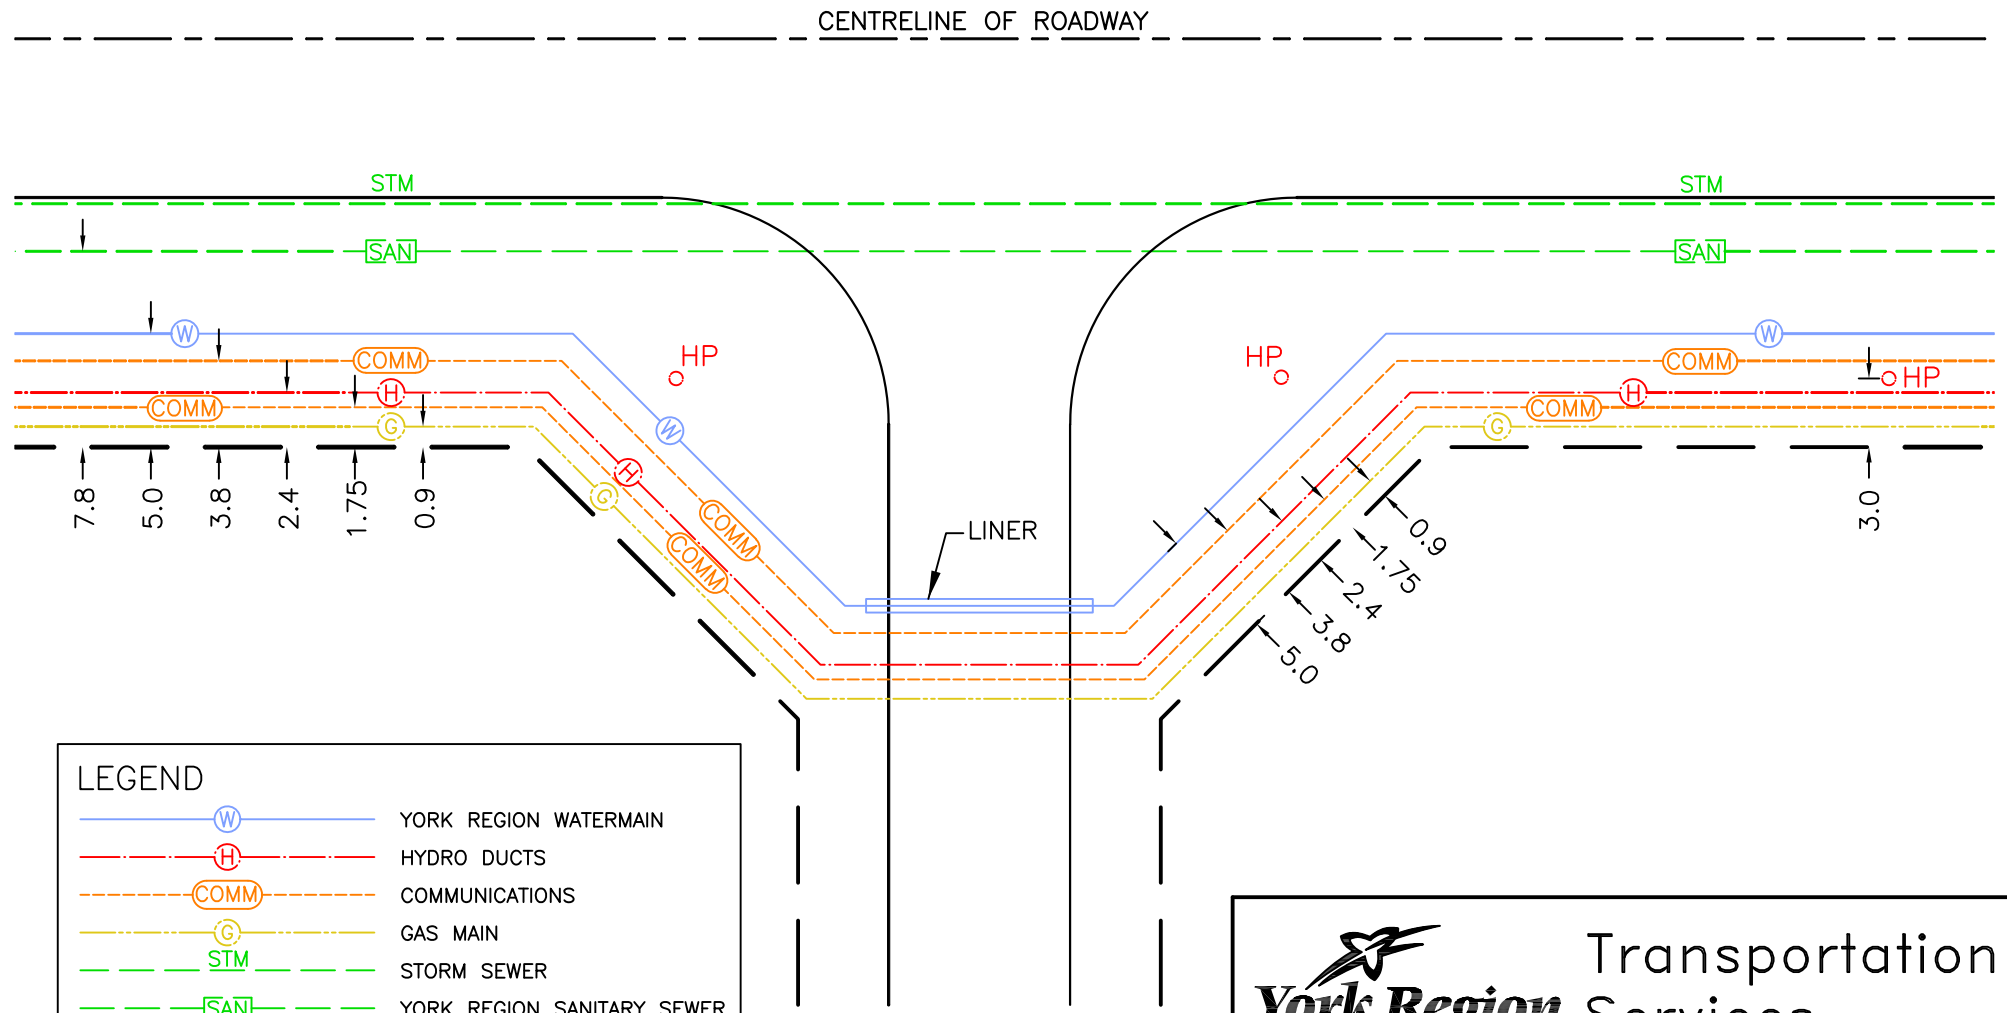 CENTRELINE OF ROADWAY
STM
STM
SAN
SAN
W
W
COMM
HP
HP
COMM
HP
H
H
COMM
COMM
G
G
W
H
G
COMM
COMM
LINER
7.8
5.0
3.8
2.4
1.75
0.9
0.9
1.75
2.4
3.8
5.0
3.0
LEGEND
W YORK REGION WATERMAIN
H HYDRO DUCTS
COMM COMMUNICATIONS
G GAS MAIN
STM STORM SEWER
SAN YORK REGION SANITARY SEWER
York Region
Transportation
Services